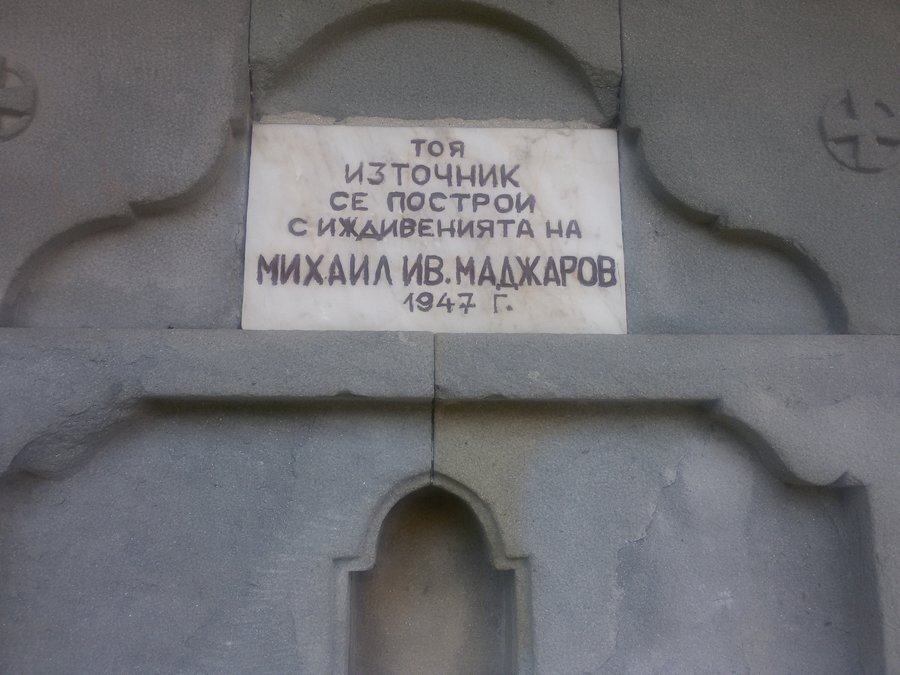 ТОЯ
ИЗТОЧНИК
СЕ ПОСТРОИ
С ИЖДИВЕНИЯТА НА
МИХАИЛ ИВ. МАДЖАРОВ
1947 Г.